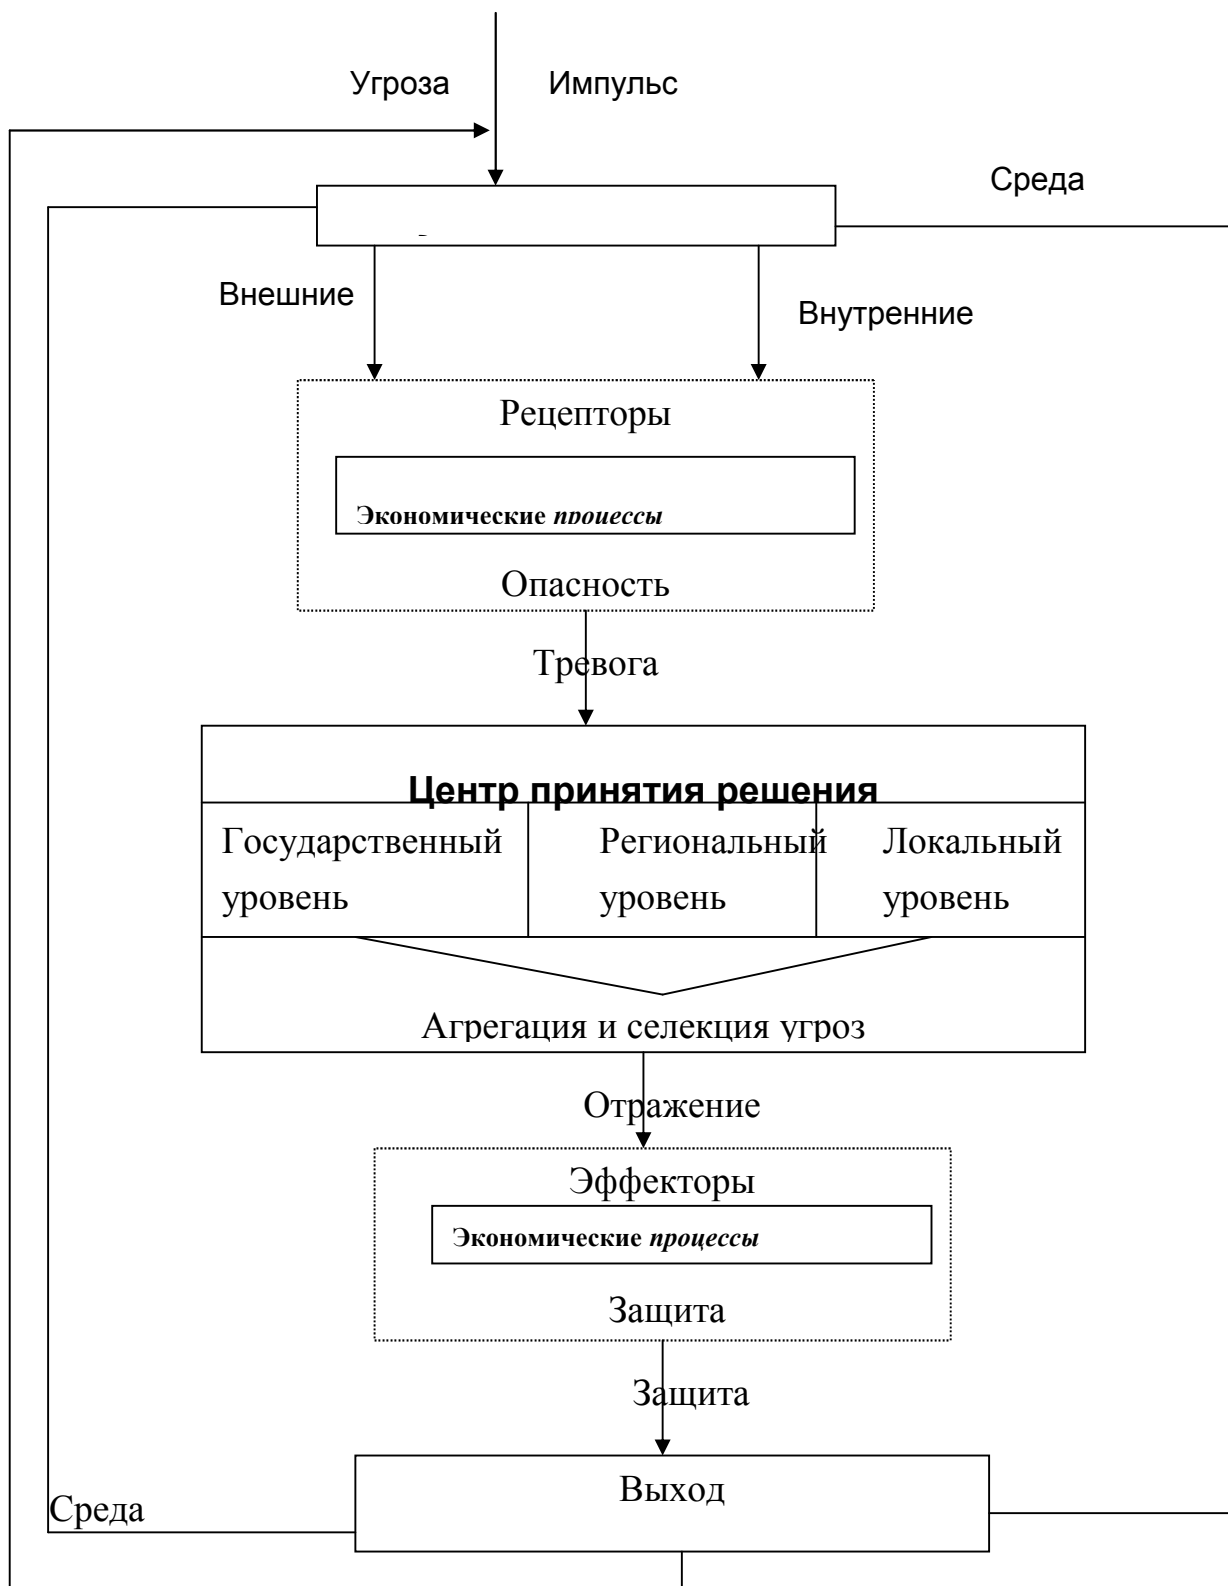 Угроза Импульс
Среда
Внешние
Внутренние
Рецепторы
Экономические процессы
Опасность
Тревога
Центр принятия решения
Государственный уровень
Региональный уровень
Локальный уровень
Агрегация и селекция угроз
Отражение
Эффекторы
Экономические процессы
Защита
Защита
Выход
Среда